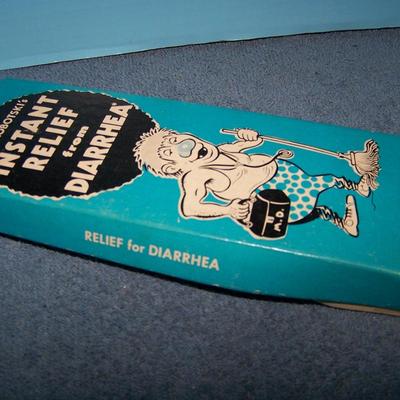 INSTANT
RELIEF
from
DIARRHEA
M.D.
RELIEF for DIARRHEA